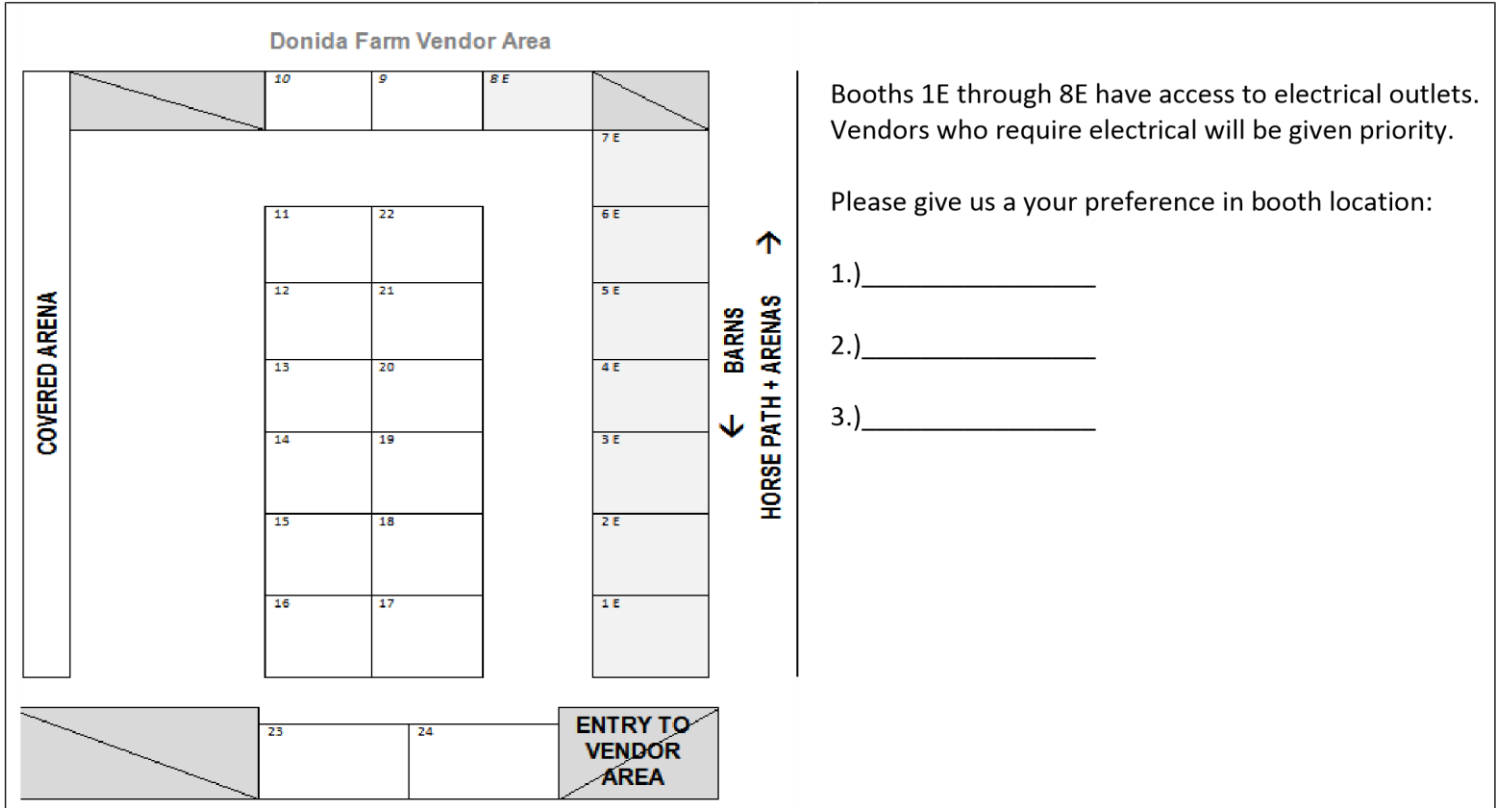 Donida Farm Vendor Area
10 9 8 E
7 E
11 22 6 E
12 21 5 E
13 20 4 E
14 19 3 E
15 18 2 E
16 17 1 E
23 24
ENTRY TO
VENDOR
AREA
COVERED ARENA
← BARNS
HORSE PATH + ARENAS →
Booths 1E through 8E have access to electrical outlets.
Vendors who require electrical will be given priority.
Please give us a your preference in booth location:
1.)_________________
2.)_________________
3.)_________________